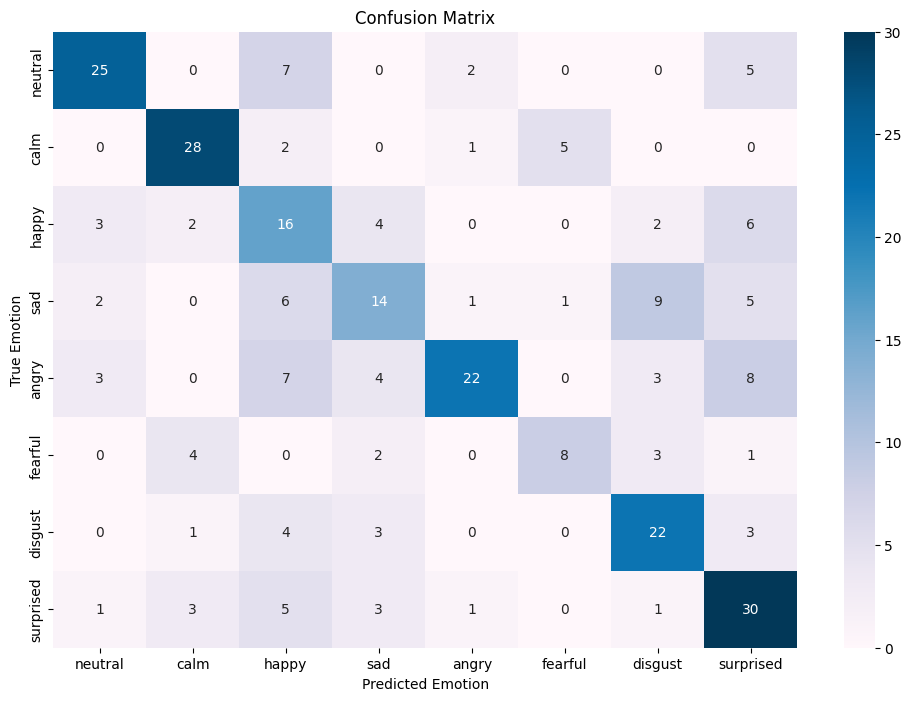 Confusion Matrix
True Emotion
neutral 25 0 7 0 2 0 0 5
calm 0 28 2 0 1 5 0 0
happy 3 2 16 4 0 0 2 6
sad 2 0 6 14 1 1 9 5
angry 3 0 7 4 22 0 3 8
fearful 0 4 0 2 0 8 3 1
disgust 0 1 4 3 0 0 22 3
surprised 1 3 5 3 1 0 1 30
neutral calm happy sad angry fearful disgust surprised
Predicted Emotion
30
25
20
15
10
5
0